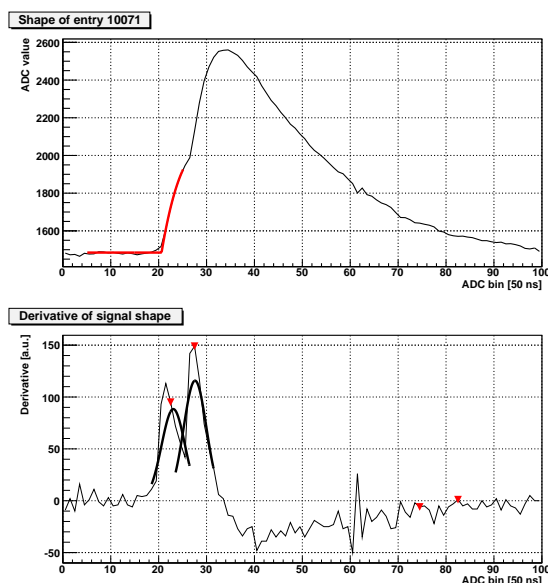 Shape of entry 10071
ADC value
2600
2400
2200
2000
1800
1600
0 10 20 30 40 50 60 70 80 90 100
ADC bin [50 ns]
Derivative of signal shape
Derivative [a.u.]
150
100
50
0
-50
0 10 20 30 40 50 60 70 80 90 100
ADC bin [50 ns]